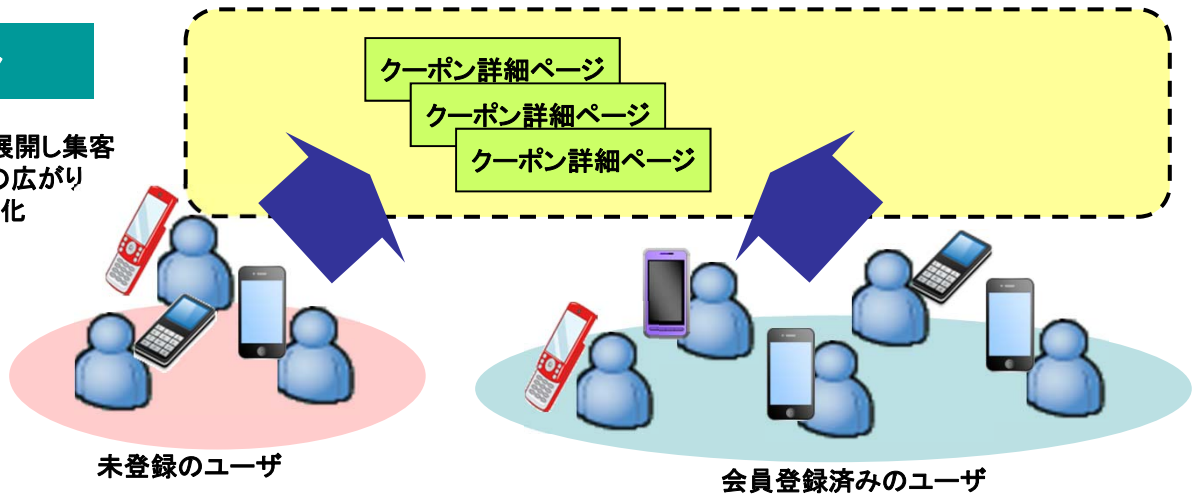 クーポン詳細ページ
クーポン詳細ページ
クーポン詳細ページ
展開し集客
の広がり
化
未登録のユーザ
会員登録済みのユーザ